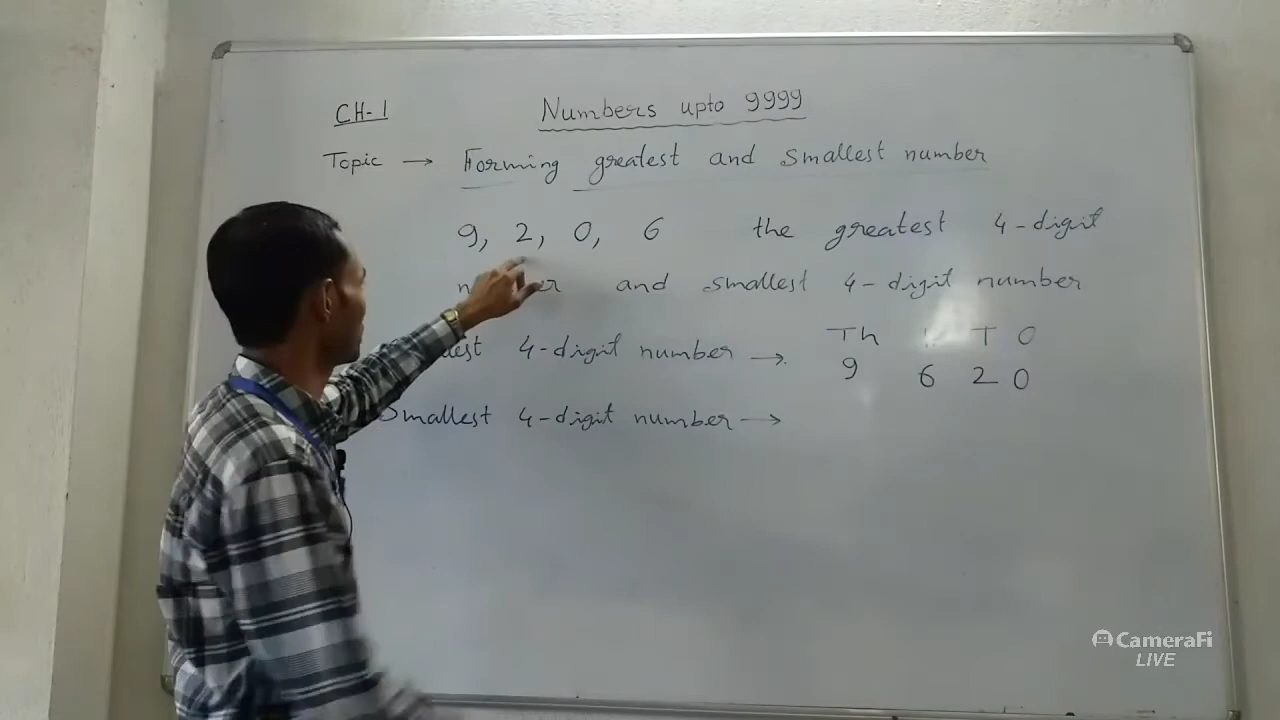 CH-1 Numbers upto 9999
Topic → Forming greatest and smallest number
9, 2, 0, 6 the greatest 4-digit
and smallest 4-digit number
4-digit number → Th T O
9 6 2 0
Smallest 4-digit number →
CameraFi
LIVE